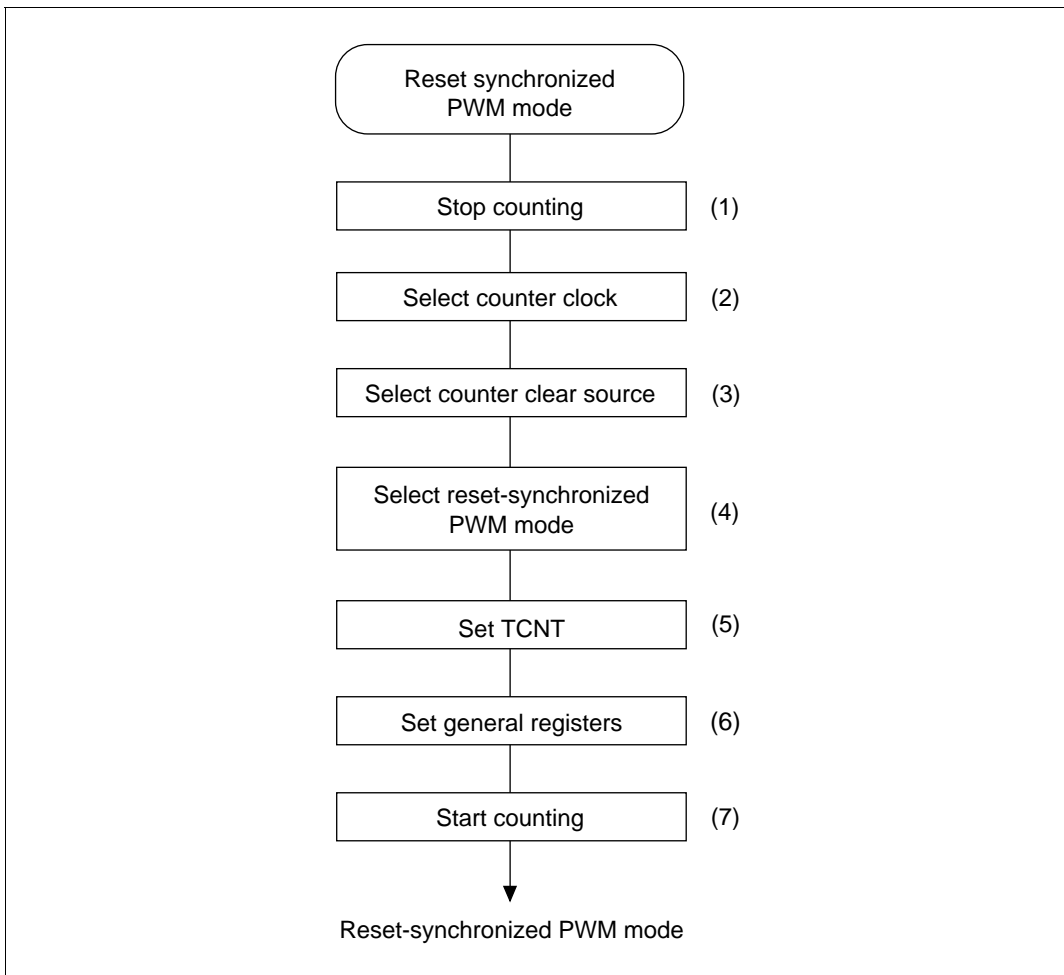 Reset synchronized
PWM mode
Stop counting (1)
Select counter clock (2)
Select counter clear source (3)
Select reset-synchronized
PWM mode (4)
Set TCNT (5)
Set general registers (6)
Start counting (7)
Reset-synchronized PWM mode